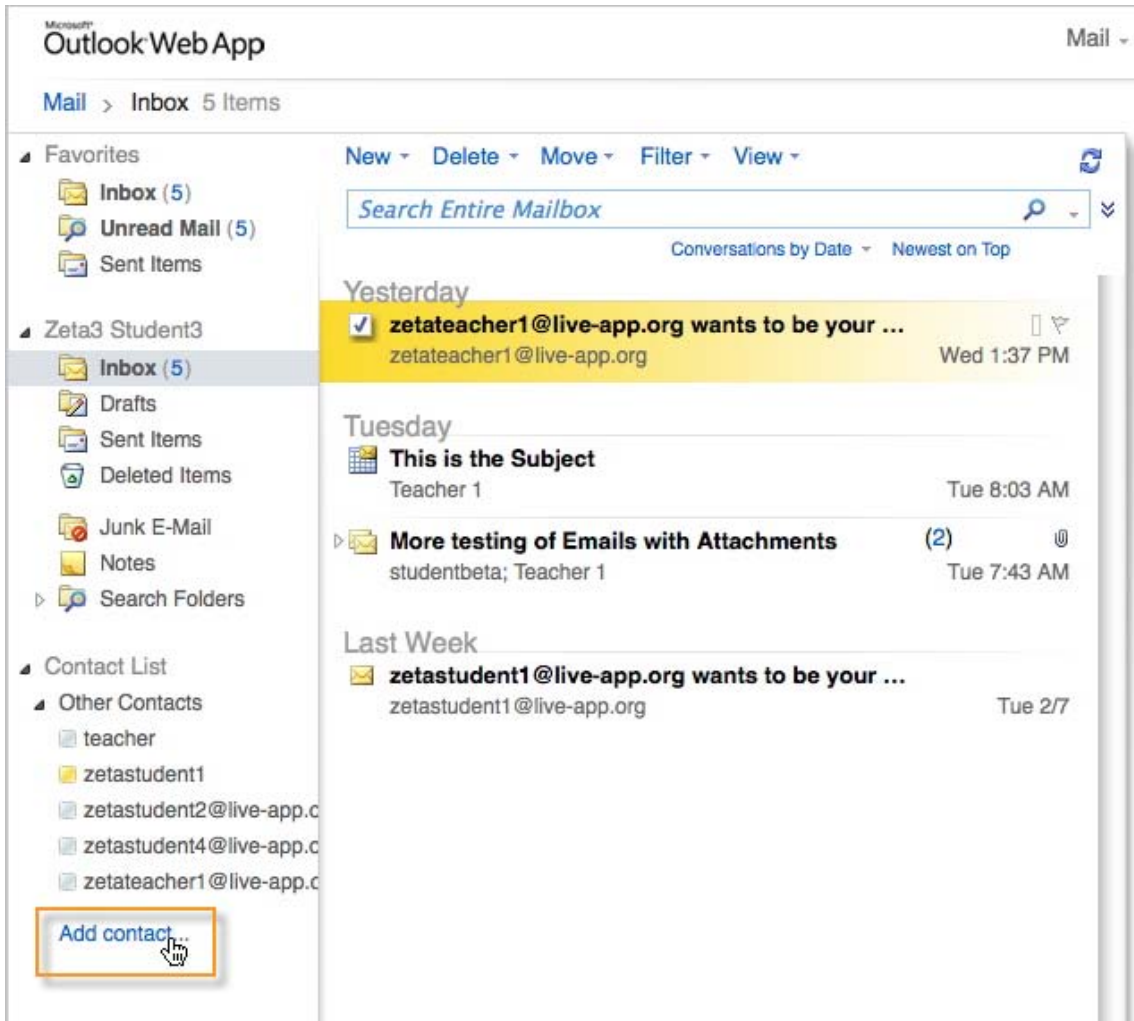 Microsoft®
Outlook Web App
Mail
Mail > Inbox 5 Items
Favorites
Inbox (5)
Unread Mail (5)
Sent Items
Zeta3 Student3
Inbox (5)
Drafts
Sent Items
Deleted Items
Junk E-Mail
Notes
Search Folders
Contact List
Other Contacts
teacher
zetastudent1
zetastudent2@live-app.o
zetastudent4@live-app.o
zetateacher1@live-app.o
Add contact...
New Delete Move Filter View
Search Entire Mailbox
Conversations by Date Newest on Top
Yesterday
zetateacher1@live-app.org wants to be your ...
zetateacher1@live-app.org Wed 1:37 PM
Tuesday
This is the Subject
Teacher 1 Tue 8:03 AM
More testing of Emails with Attachments (2)
studentbeta; Teacher 1 Tue 7:43 AM
Last Week
zetastudent1@live-app.org wants to be your ...
zetastudent1@live-app.org Tue 2/7